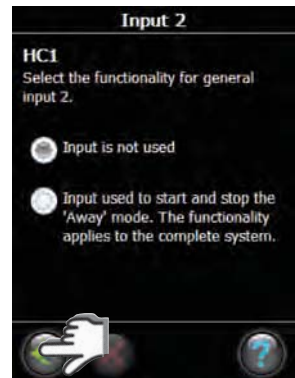 Input 2
HC1
Select the functionality for general
input 2.
Input is not used
Input used to start and stop the
'Away' mode. The functionality
applies to the complete system.
?